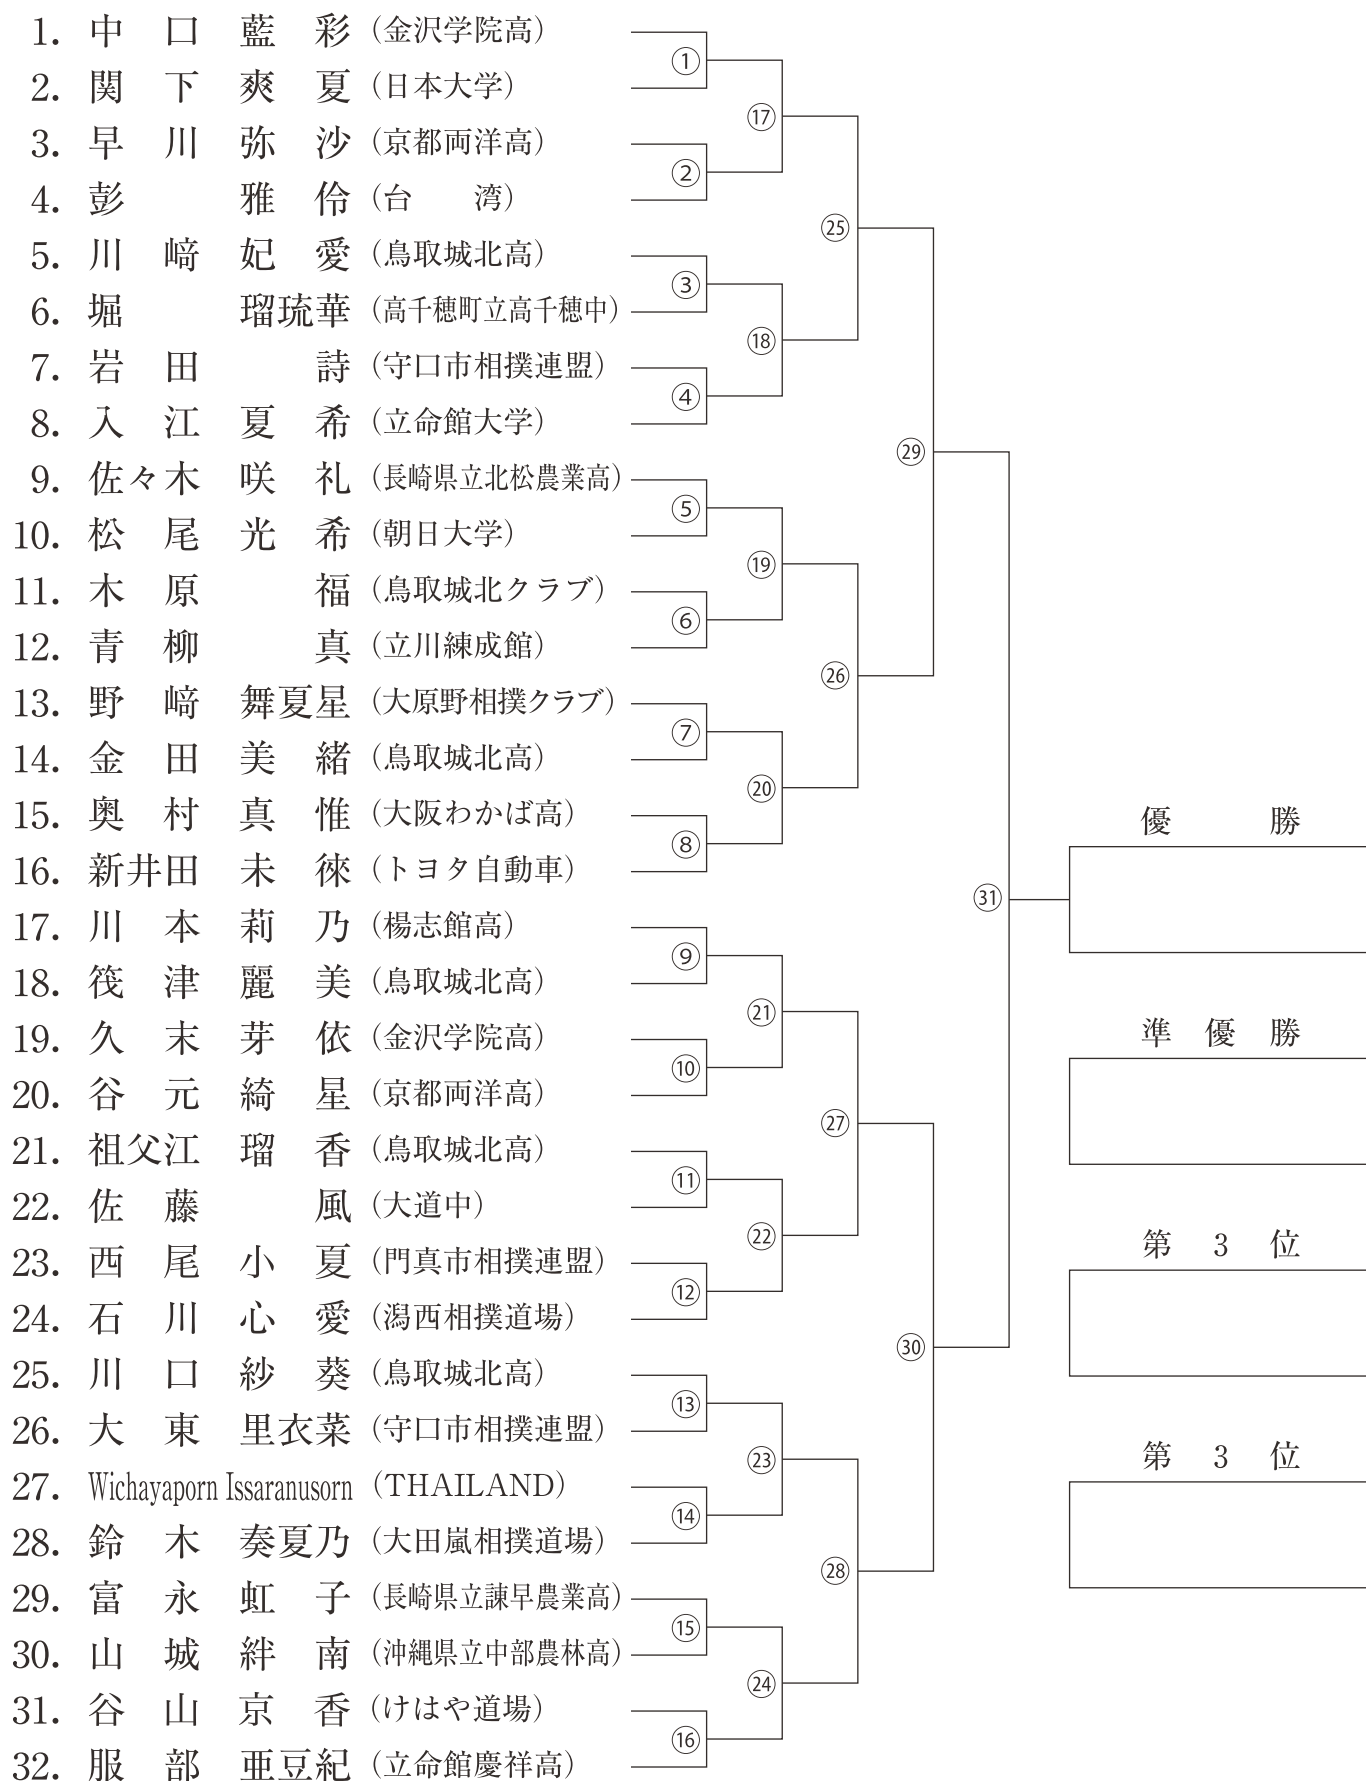 1. 中口藍彩 (金沢学院高)
2. 関下爽夏 (日本大学)
3. 早川弥沙 (京都両洋高)
4. 彭雅伶 (台湾)
5. 川﨑妃愛 (鳥取城北高)
6. 堀瑠琉華 (高千穂町立高千穂中)
7. 岩田詩 (守口市相撲連盟)
8. 入江夏希 (立命館大学)
9. 佐々木咲礼 (長崎県立北松農業高)
10. 松尾光希 (朝日大学)
11. 木原福 (鳥取城北クラブ)
12. 青柳真 (立川練成館)
13. 野﨑舞夏星 (大原野相撲クラブ)
14. 金田美緒 (鳥取城北高)
15. 奥村真惟 (大阪わかば高)
16. 新井田未徠 (トヨタ自動車)
17. 川本莉乃 (楊志館高)
18. 筏津麗美 (鳥取城北高)
19. 久末芽依 (金沢学院高)
20. 谷元綺星 (京都両洋高)
21. 祖父江瑠香 (鳥取城北高)
22. 佐藤風 (大道中)
23. 西尾小夏 (門真市相撲連盟)
24. 石川心愛 (潟西相撲道場)
25. 川口紗葵 (鳥取城北高)
26. 大東里衣菜 (守口市相撲連盟)
27. Wichayaporn Issaranusorn (THAILAND)
28. 鈴木奏夏乃 (大田嵐相撲道場)
29. 富永虹子 (長崎県立諫早農業高)
30. 山城絆南 (沖縄県立中部農林高)
31. 谷山京香 (けはや道場)
32. 服部亜豆紀 (立命館慶祥高)
①
②
③
④
⑤
⑥
⑦
⑧
⑨
⑩
⑪
⑫
⑬
⑭
⑮
⑯
⑰
⑱
⑲
⑳
㉑
㉒
㉓
㉔
㉕
㉖
㉗
㉘
㉙
㉚
㉛
優勝
準優勝
第3位
第3位